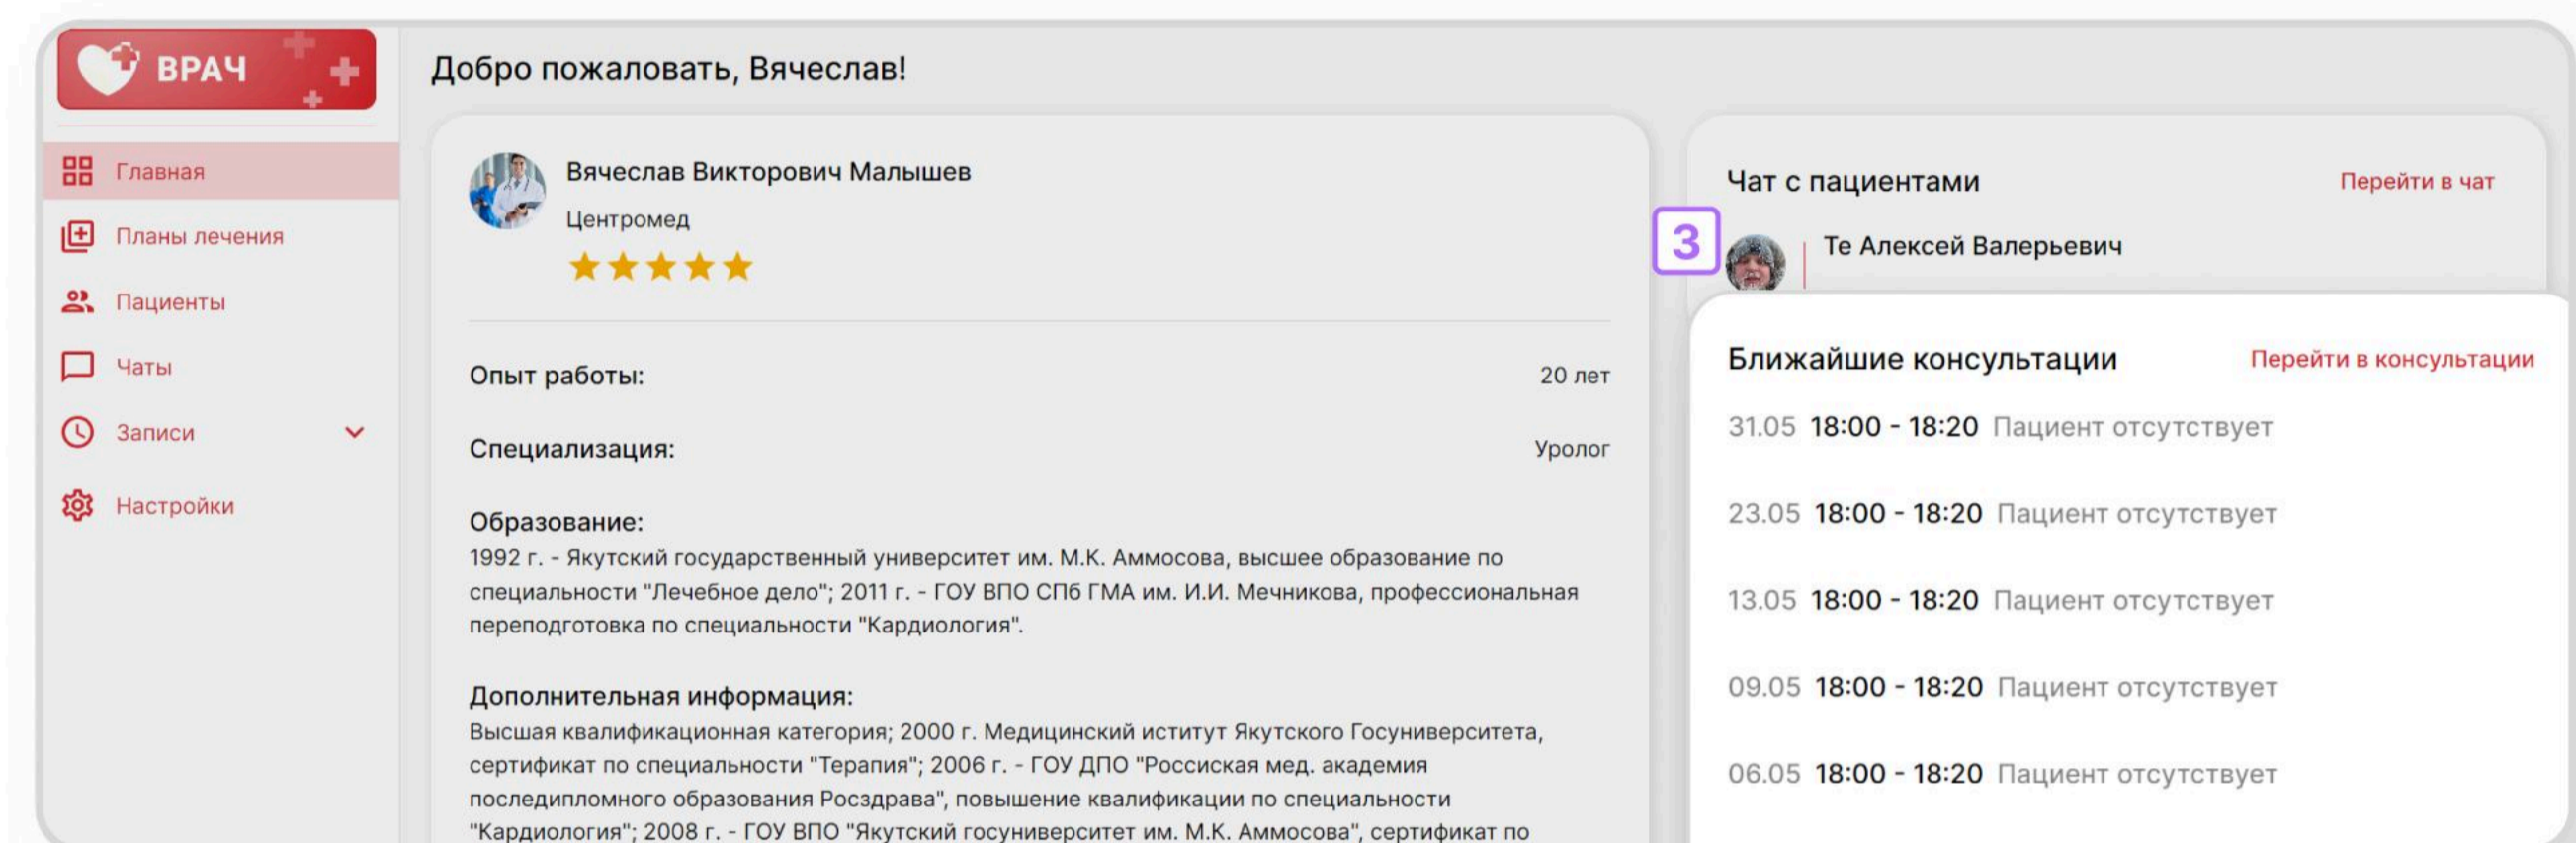 ВРАЧ
Главная
Планы лечения
Пациенты
Чаты
Записи
Настройки
Добро пожаловать, Вячеслав!
Вячеслав Викторович Малышев
Центромед
Опыт работы:
20 лет
Специализация:
Уролог
Образование:
1992 г. - Якутский государственный университет им. М.К. Аммосова, высшее образование по
специальности "Лечебное дело"; 2011 г. - ГОУ ВПО СПб ГМА им. И.И. Мечникова, профессиональная
переподготовка по специальности "Кардиология".
Дополнительная информация:
Высшая квалификационная категория; 2000 г. Медицинский иститут Якутского Госуниверситета,
сертификат по специальности "Терапия"; 2006 г. - ГОУ ДПО "Россиская мед. академия
последипломного образования Росздрава", повышение квалификации по специальности
"Кардиология"; 2008 г. - ГОУ ВПО "Якутский госуниверситет им. М.К. Аммосова", сертификат по
Чат с пациентами
Перейти в чат
3
Те Алексей Валерьевич
Ближайшие консультации
Перейти в консультации
31.05 18:00 - 18:20 Пациент отсутствует
23.05 18:00 - 18:20 Пациент отсутствует
13.05 18:00 - 18:20 Пациент отсутствует
09.05 18:00 - 18:20 Пациент отсутствует
06.05 18:00 - 18:20 Пациент отсутствует